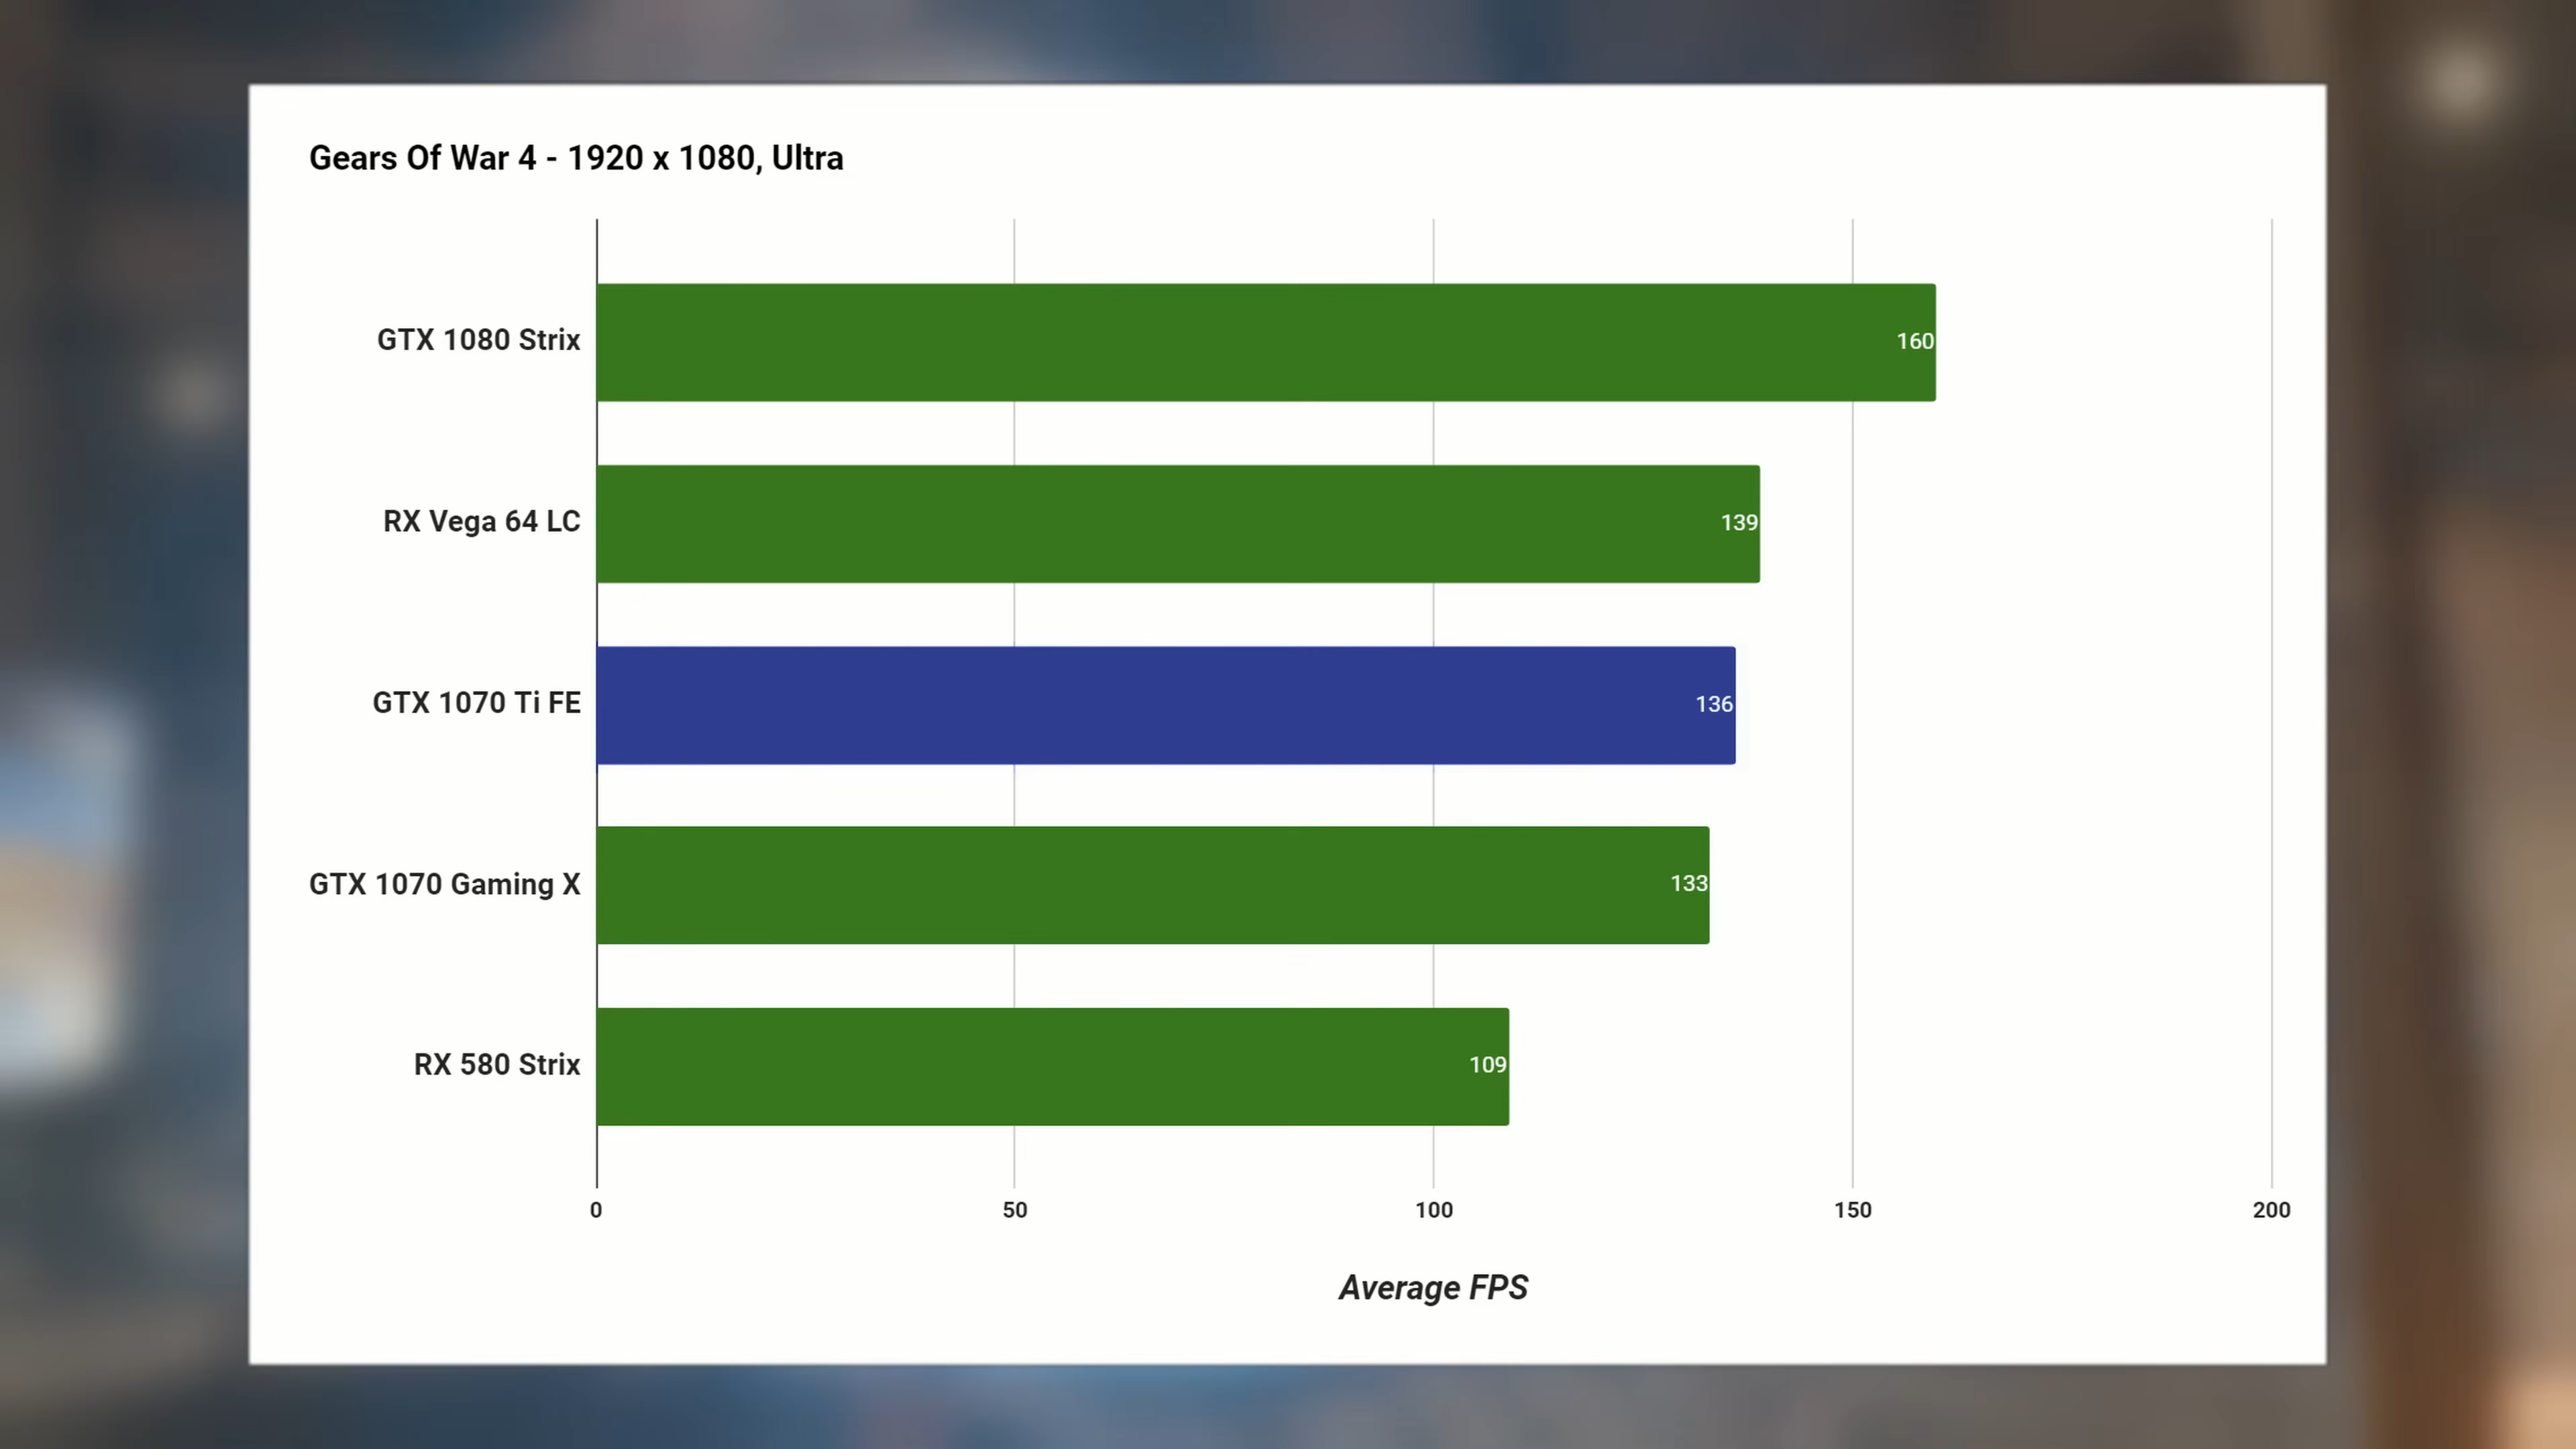 Gears Of War 4 - 1920 x 1080, Ultra
GTX 1080 Strix
160
RX Vega 64 LC
139
GTX 1070 Ti FE
136
GTX 1070 Gaming X
133
RX 580 Strix
109
0 50 100 150 200
Average FPS